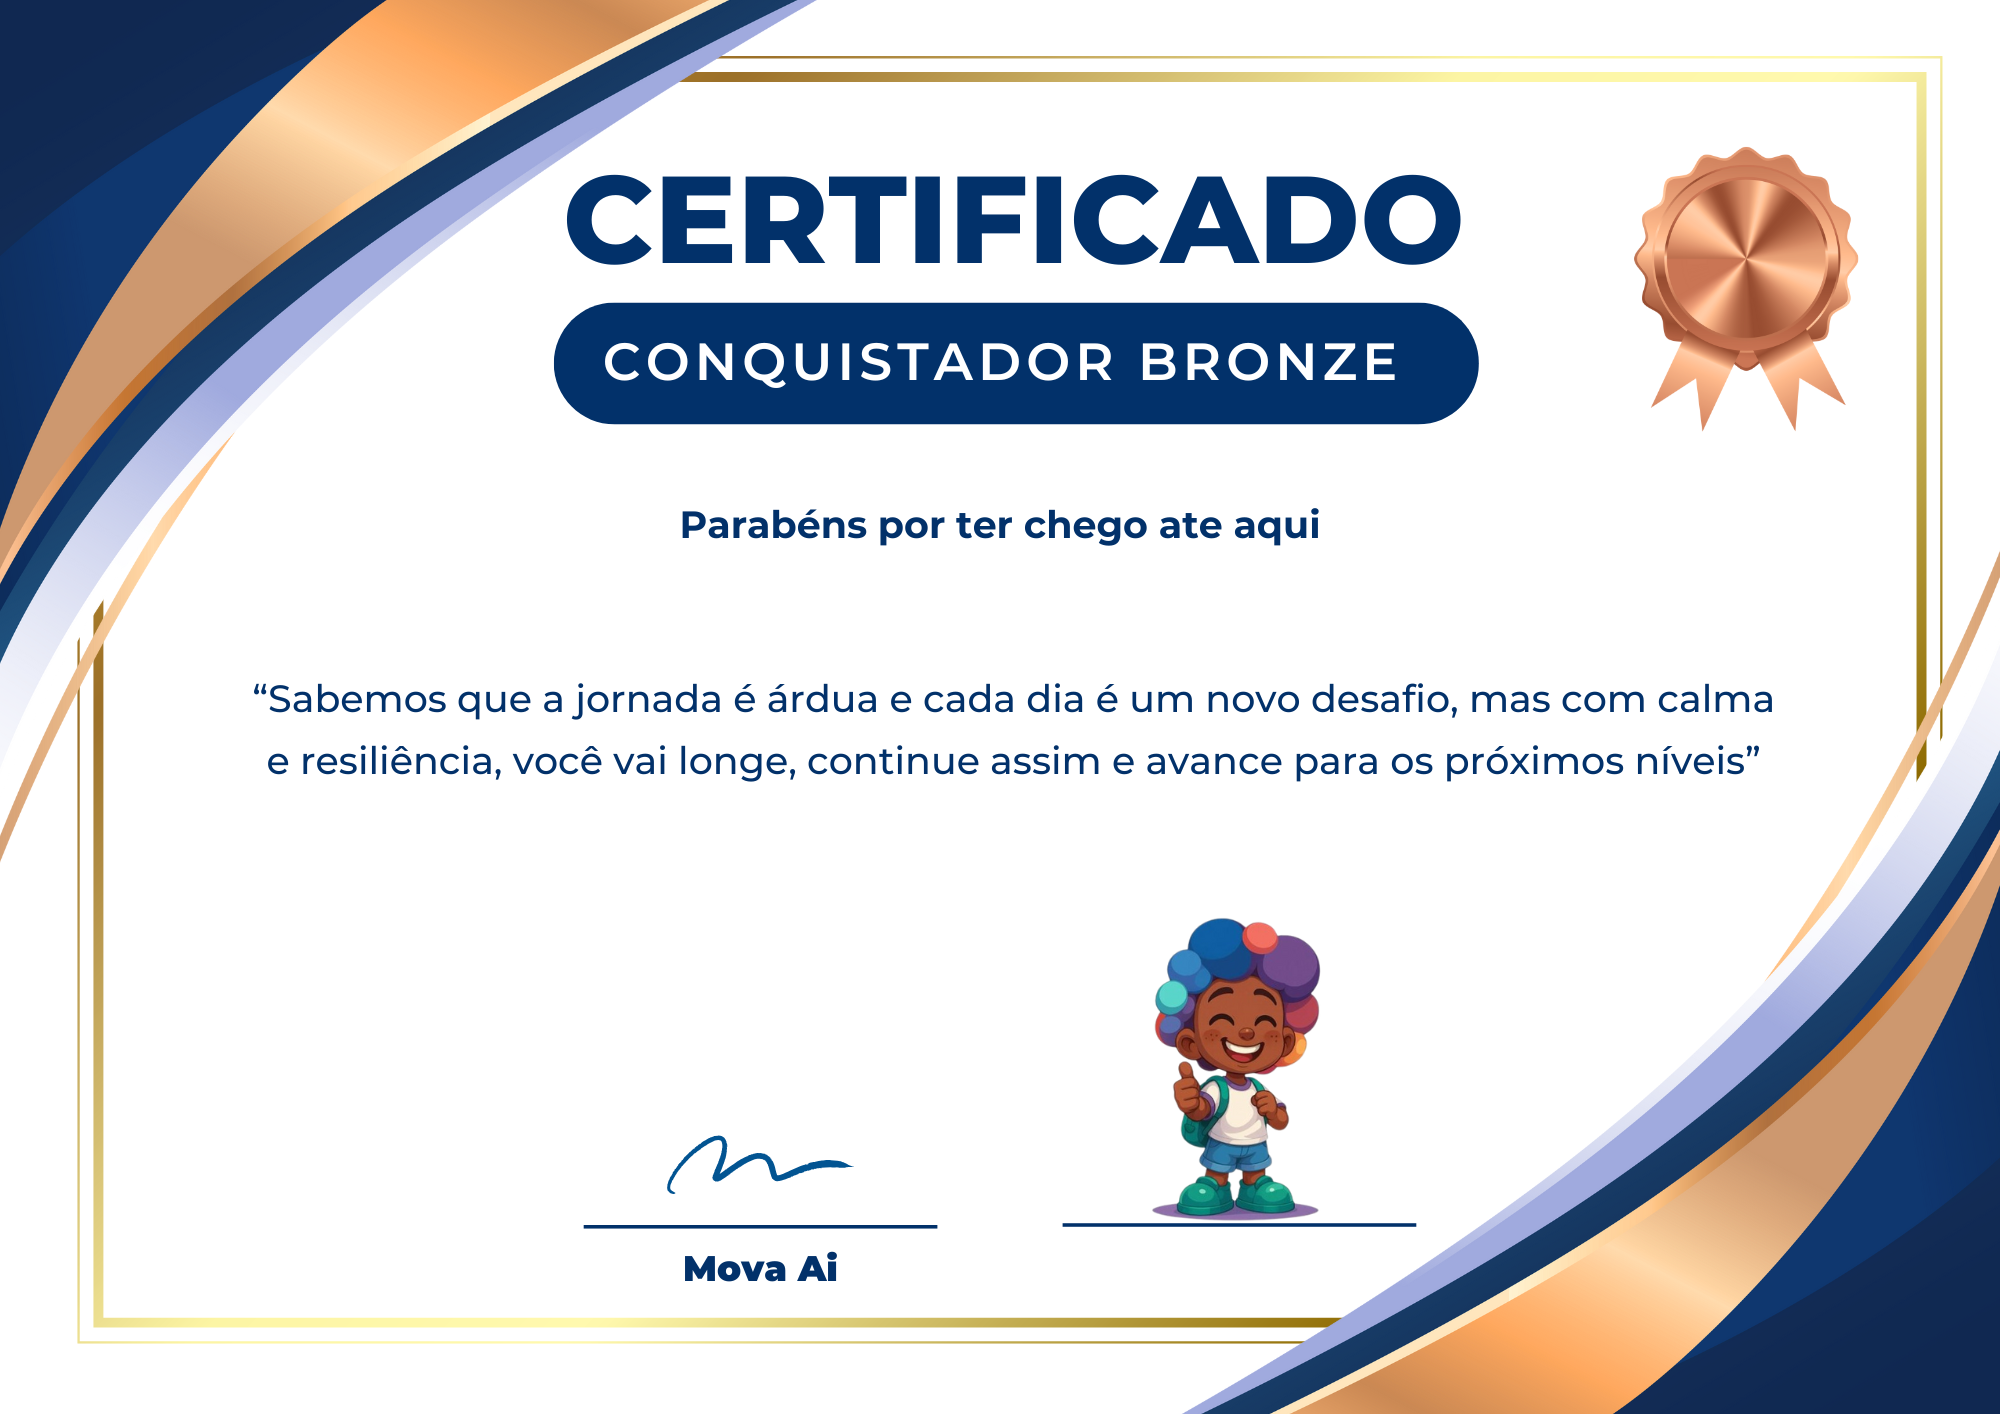 CERTIFICADO
CONQUISTADOR BRONZE
Parabéns por ter chego ate aqui
“Sabemos que a jornada é árdua e cada dia é um novo desafio, mas com calma
e resiliência, você vai longe, continue assim e avance para os próximos níveis”
Mova Ai